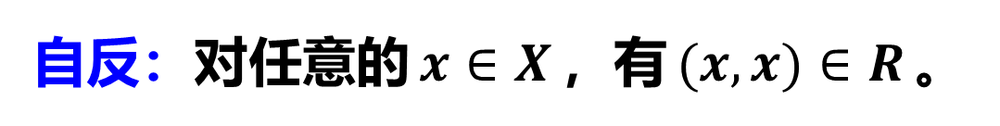 自反：对任意的 𝒙 ∈ 𝑿，有 (𝒙, 𝒙) ∈ 𝑹。